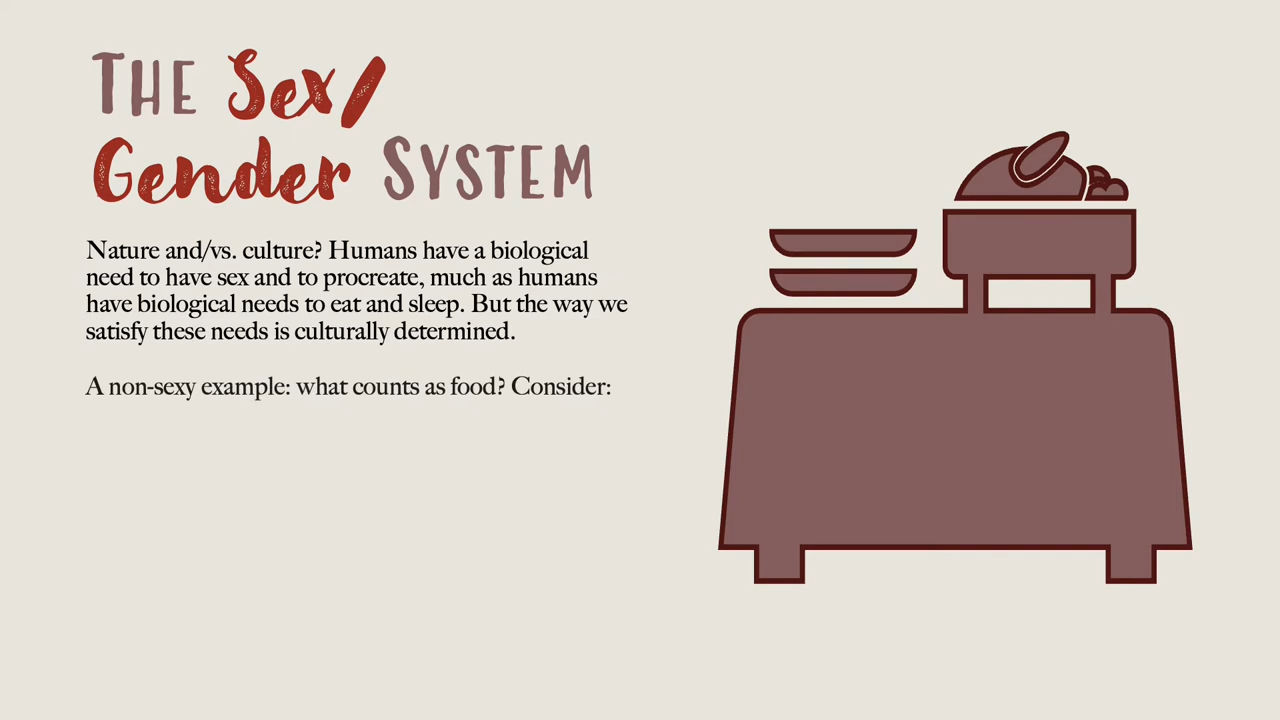 THE Sex/
Gender SYSTEM
Nature and/vs. culture? Humans have a biological
need to have sex and to procreate, much as humans
have biological needs to eat and sleep. But the way we
satisfy these needs is culturally determined.
A non-sexy example: what counts as food? Consider: